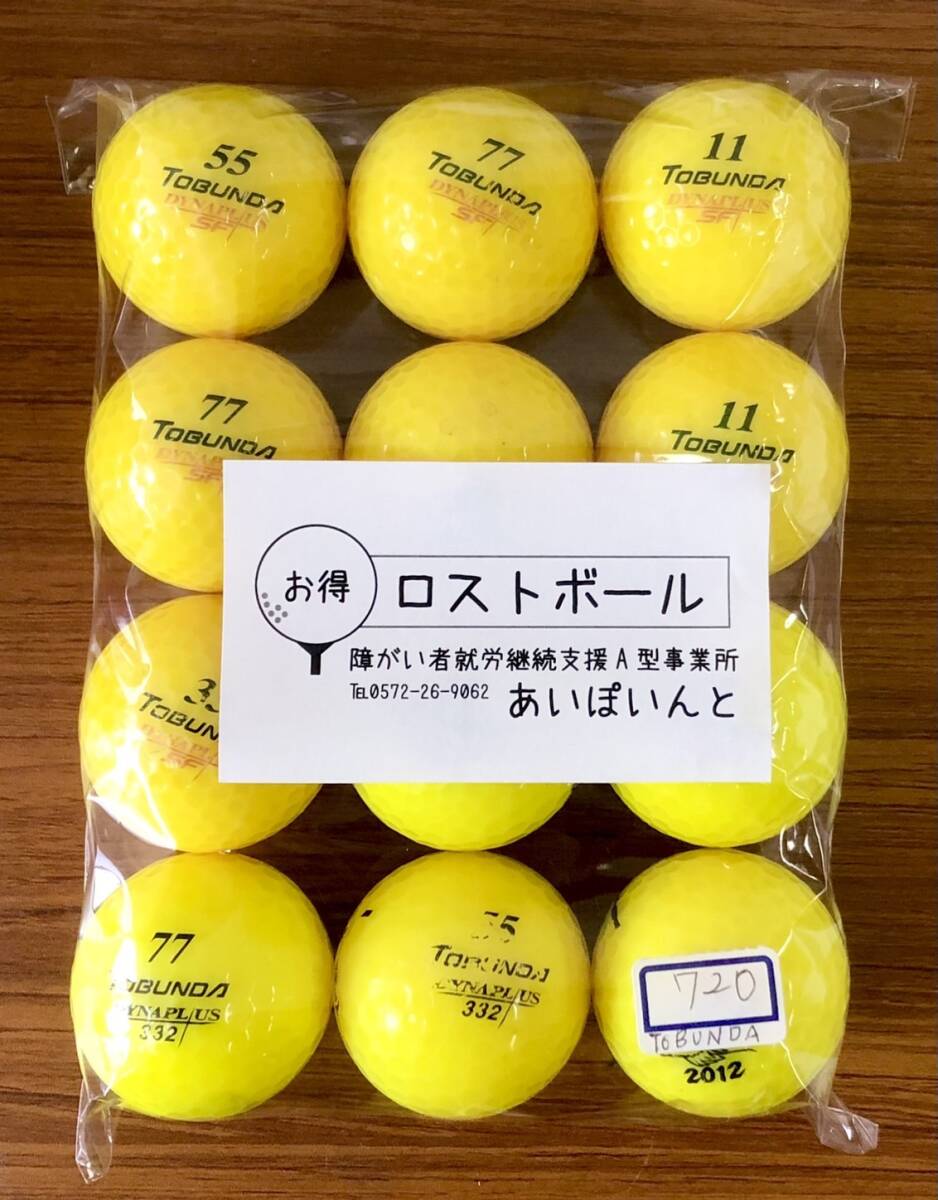 55
TOBUNDA
DYNAPLUS
SF
77
TOBUNDA
DYNAPLUS
SF
11
TOBUNDA
DYNAPLUS
SF
77
TOBUNDA
SF
11
TOBUNDA
お得
ロストボール
障がい者就労継続支援A型事業所
TEL0572-26-9062
あいぽいんと
77
TOBUNDA
DYNAPLUS
332
TOBUNDA
DYNAPLUS
332
720
TOBUNDA
2012